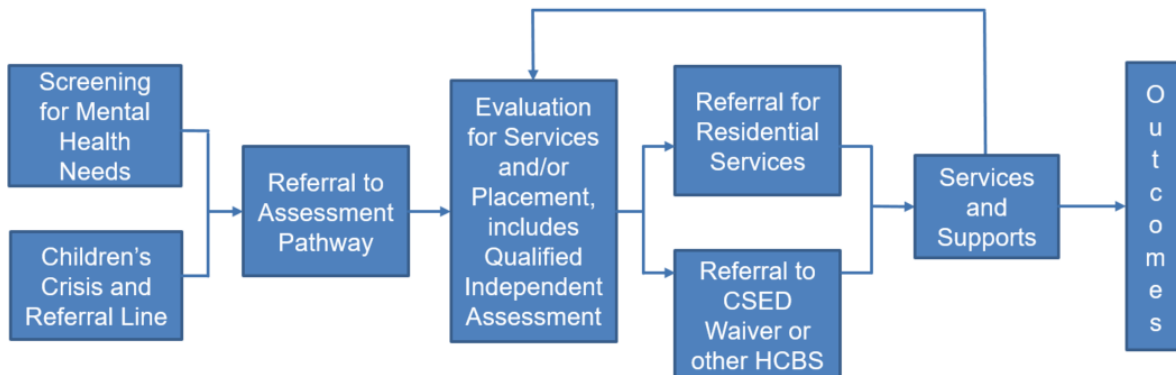 Screening
for Mental
Health
Needs
Children's
Crisis and
Referral Line
Referral to
Assessment
Pathway
Evaluation
for Services
and/or
Placement,
includes
Qualified
Independent
Assessment
Referral for
Residential
Services
Referral to
CSED
Waiver or
other HCBS
Services
and
Supports
O
u
t
c
o
m
e
s